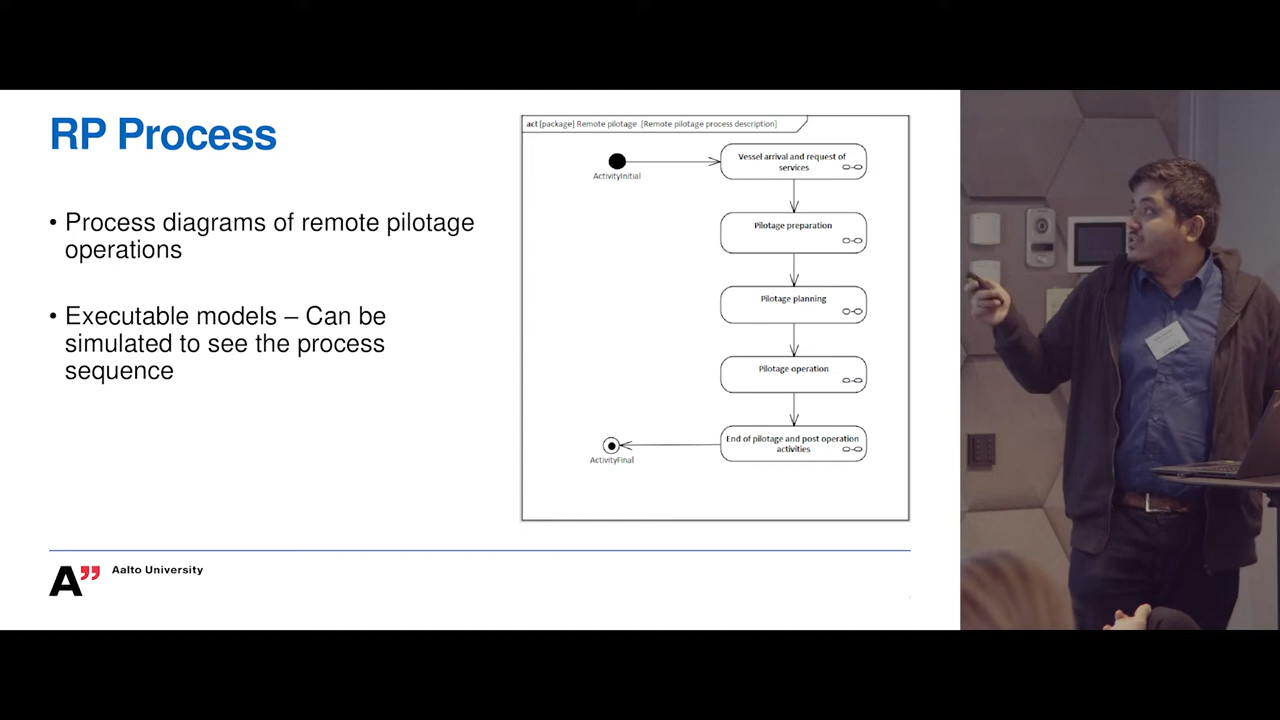 RP Process
• Process diagrams of remote pilotage
operations
• Executable models – Can be
simulated to see the process
sequence
act [package] Remote pilotage [Remote pilotage process description]
ActivityInitial
Vessel arrival and request of
services
Pilotage preparation
Pilotage planning
Pilotage operation
End of pilotage and post operation
activities
ActivityFinal
A”
Aalto University